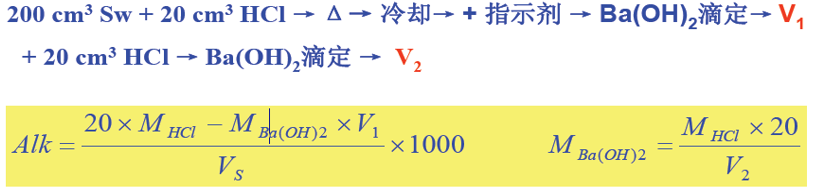 200 cm³ Sw + 20 cm³ HCl → Δ → 冷却→ + 指示剂 → Ba(OH)₂滴定→ V₁
+ 20 cm³ HCl → Ba(OH)₂滴定 → V₂
Alk = (20 × M_HCl − M_Ba(OH)2 × V₁) / V_S × 1000    M_Ba(OH)2 = (M_HCl × 20) / V₂